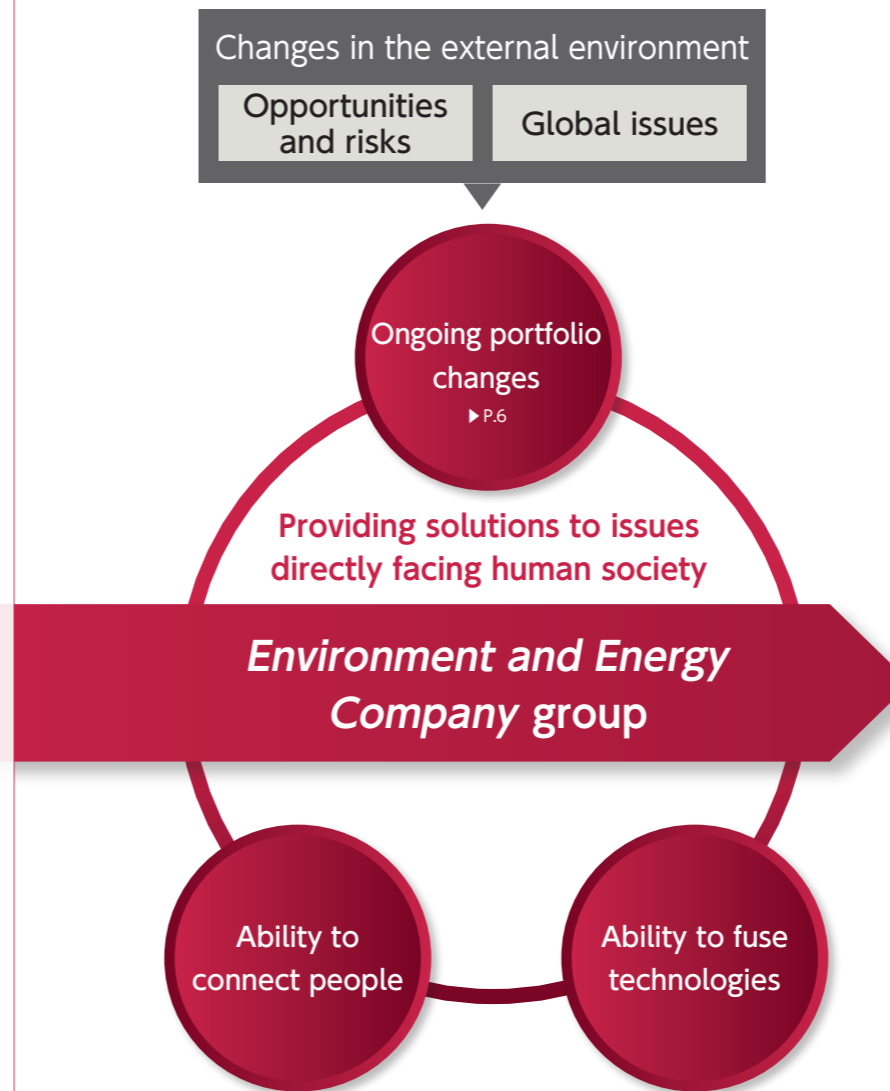 Changes in the external environment
Opportunities
and risks
Global issues
Ongoing portfolio
changes
▶ P.6
Providing solutions to issues
directly facing human society
Environment and Energy
Company group
Ability to
connect people
Ability to fuse
technologies